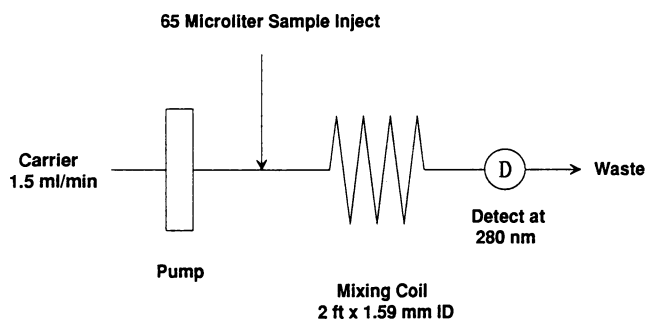 65 Microliter Sample Inject
Carrier
1.5 ml/min
D
Waste
Detect at
280 nm
Pump
Mixing Coil
2 ft x 1.59 mm ID